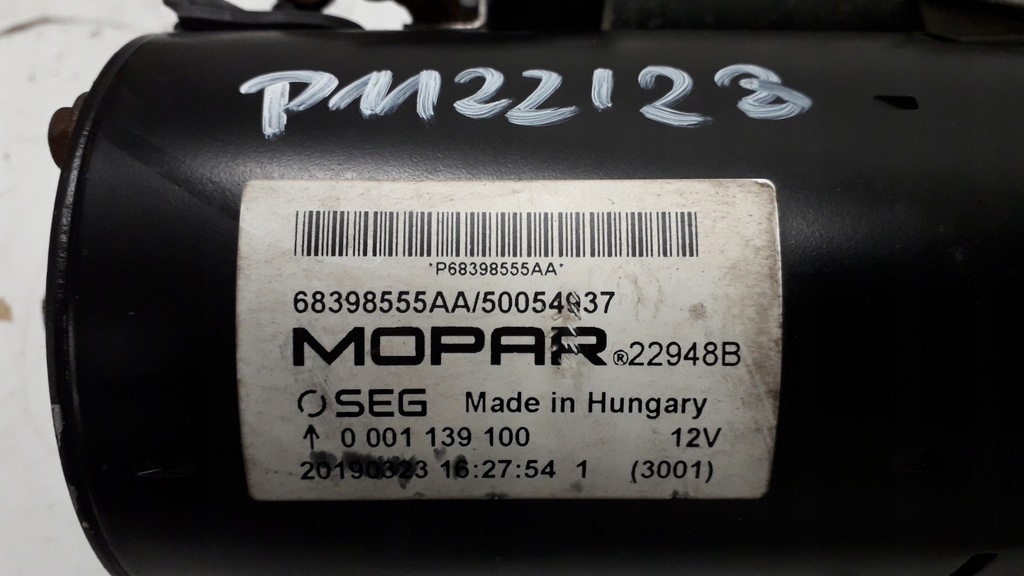 PM22123
*P68398555AA*
68398555AA/50054937
MOPAR®22948B
SEG Made in Hungary
↑ 0 001 139 100 12V
20190323 16:27:54 1 (3001)